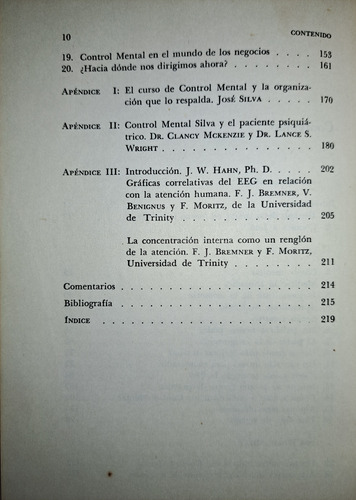 10 CONTENIDO
19. Control Mental en el mundo de los negocios . . . . 153
20. ¿Hacia dónde nos dirigimos ahora? . . . . . . . . 161
APÉNDICE I: El curso de Control Mental y la organiza-
ción que lo respalda. JOSÉ SILVA . . . . 170
APÉNDICE II: Control Mental Silva y el paciente psiquiá-
trico. DR. CLANCY MCKENZIE Y DR. LANCE S.
WRIGHT . . . . . . . . . . . . . 180
APÉNDICE III: Introducción. J. W. HAHN, Ph. D. . . . . 202
Gráficas correlativas del EEG en relación
con la atención humana. F. J. BREMNER, V.
BENIGNUS y F. MORITZ, de la Universidad
de Trinity . . . . . . . . . . . . 205
La concentración interna como un renglón
de la atención. F. J. BREMNER y F. MORITZ,
Universidad de Trinity . . . . . . . . 211
Comentarios . . . . . . . . . . . . . . . . . . 214
Bibliografía . . . . . . . . . . . . . . . . . . 215
ÍNDICE . . . . . . . . . . . . . . . . . . . . 219